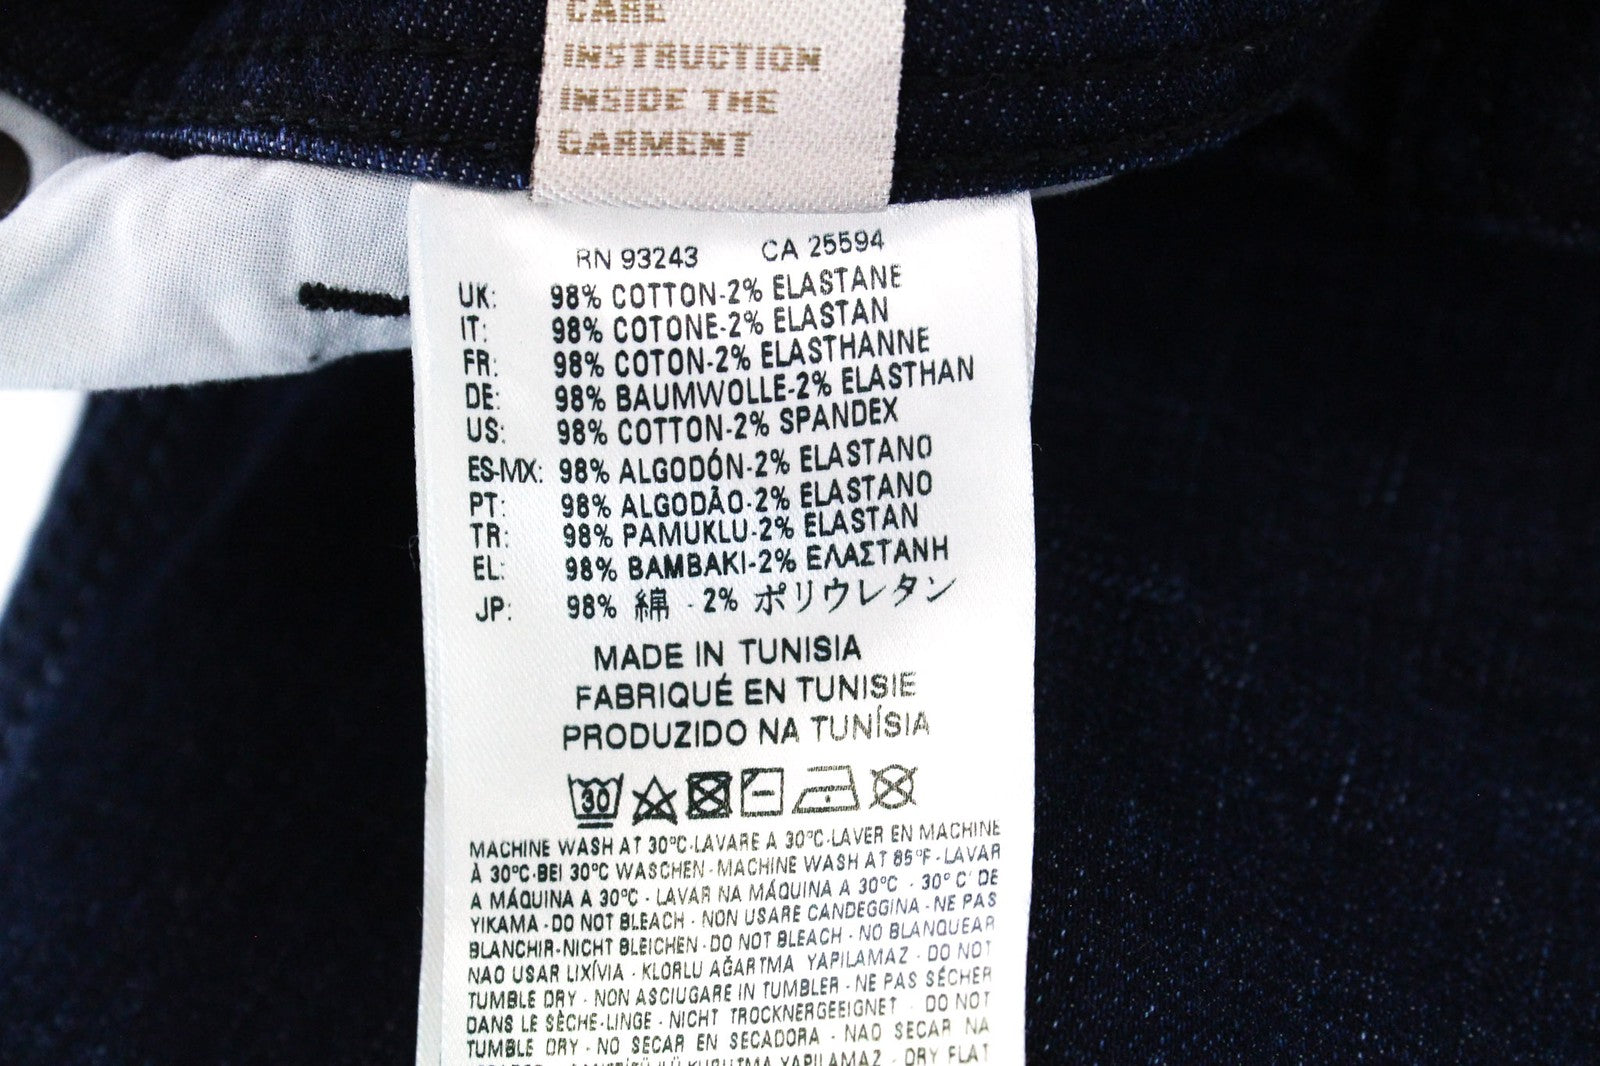 CARE
INSTRUCTION
INSIDE THE
GARMENT
RN 93243 CA 25594
UK: 98% COTTON-2% ELASTANE
IT: 98% COTONE-2% ELASTAN
FR: 98% COTON-2% ELASTHANNE
DE: 98% BAUMWOLLE-2% ELASTHAN
US: 98% COTTON-2% SPANDEX
ES-MX: 98% ALGODÓN-2% ELASTANO
PT: 98% ALGODÃO-2% ELASTANO
TR: 98% PAMUKLU-2% ELASTAN
EL: 98% BAMBAKI-2% ΕΛΑΣΤΑΝΗ
JP: 98% 綿 - 2% ポリウレタン
MADE IN TUNISIA
FABRIQUÉ EN TUNISIE
PRODUZIDO NA TUNÍSIA
30
MACHINE WASH AT 30°C-LAVARE A 30°C-LAVER EN MACHINE
À 30°C-BEI 30°C WASCHEN-MACHINE WASH AT 85°F-LAVAR
A MÁQUINA A 30°C - LAVAR NA MÁQUINA A 30°C - 30° C' DE
YIKAMA - DO NOT BLEACH - NON USARE CANDEGGINA - NE PAS
BLANCHIR-NICHT BLEICHEN-DO NOT BLEACH-NO BLANQUEAR
NAO USAR LIXÍVIA - KLORLU AĞARTMA YAPILAMAZ - DO NOT
TUMBLE DRY - NON ASCIUGARE IN TUMBLER - NE PAS SÉCHER
DANS LE SÈCHE-LINGE - NICHT TROCKNERGEEIGNET - DO NOT
TUMBLE DRY - NO SECAR EN SECADORA - NAO SECAR NA
KURUTMA YAPILAMAZ - DRY FLAT